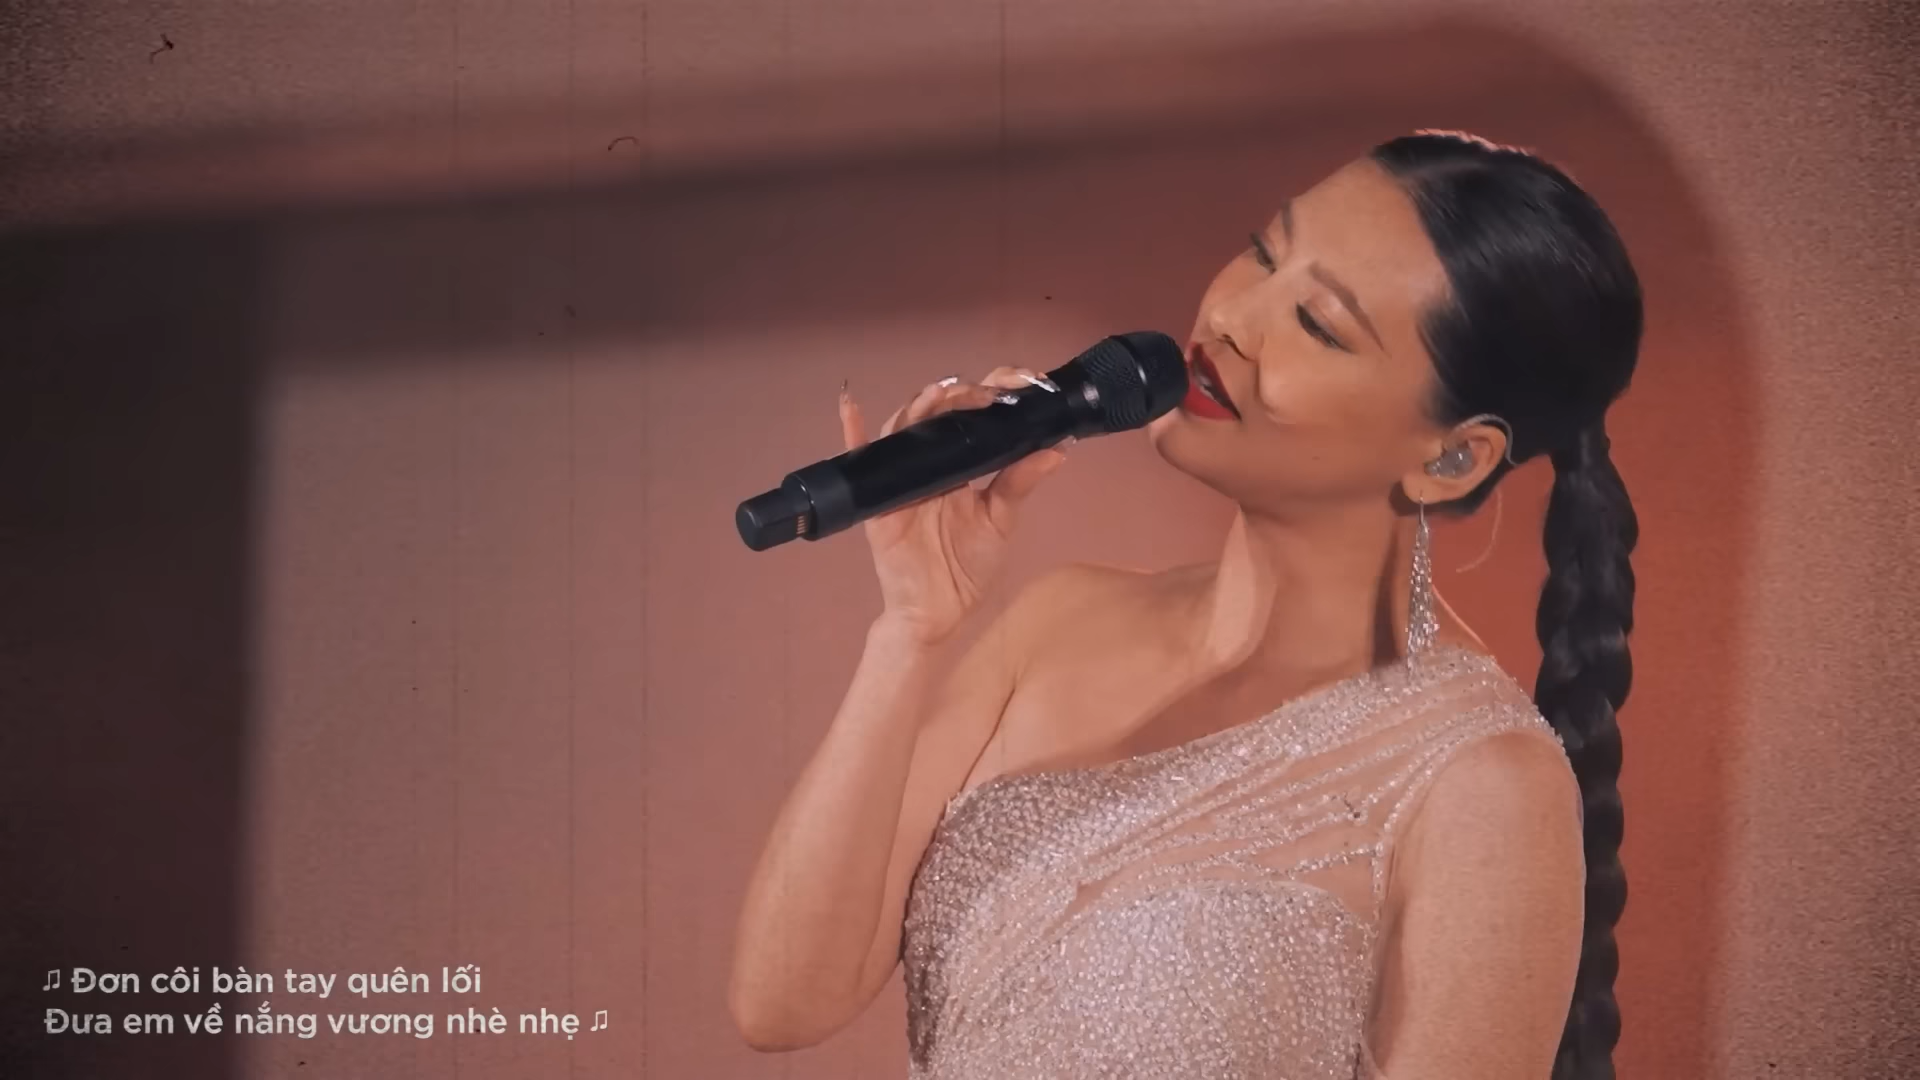 ♫ Đơn côi bàn tay quên lối
Đưa em về nắng vương nhè nhẹ ♫